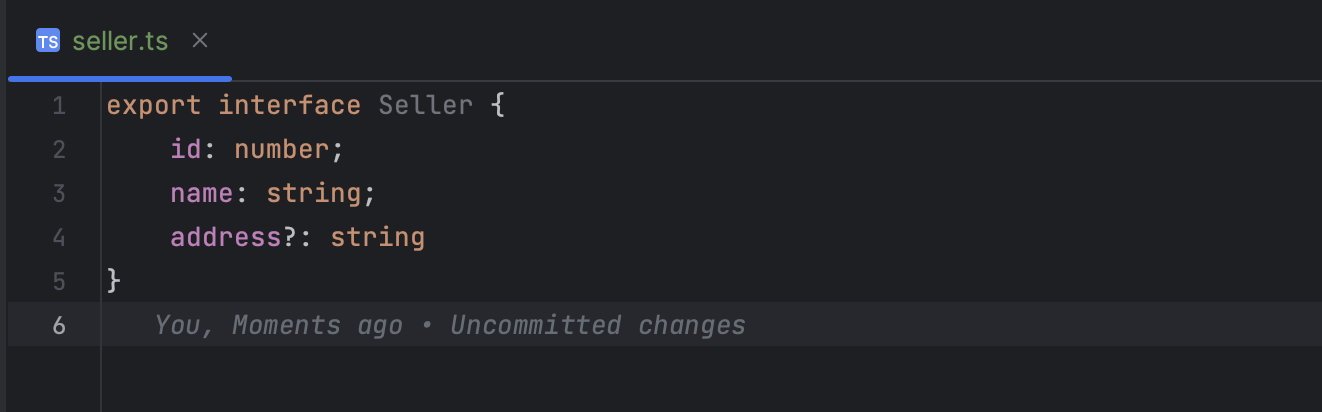 TS seller.ts ×
1 export interface Seller {
2 id: number;
3 name: string;
4 address?: string
5 }
6 You, Moments ago • Uncommitted changes